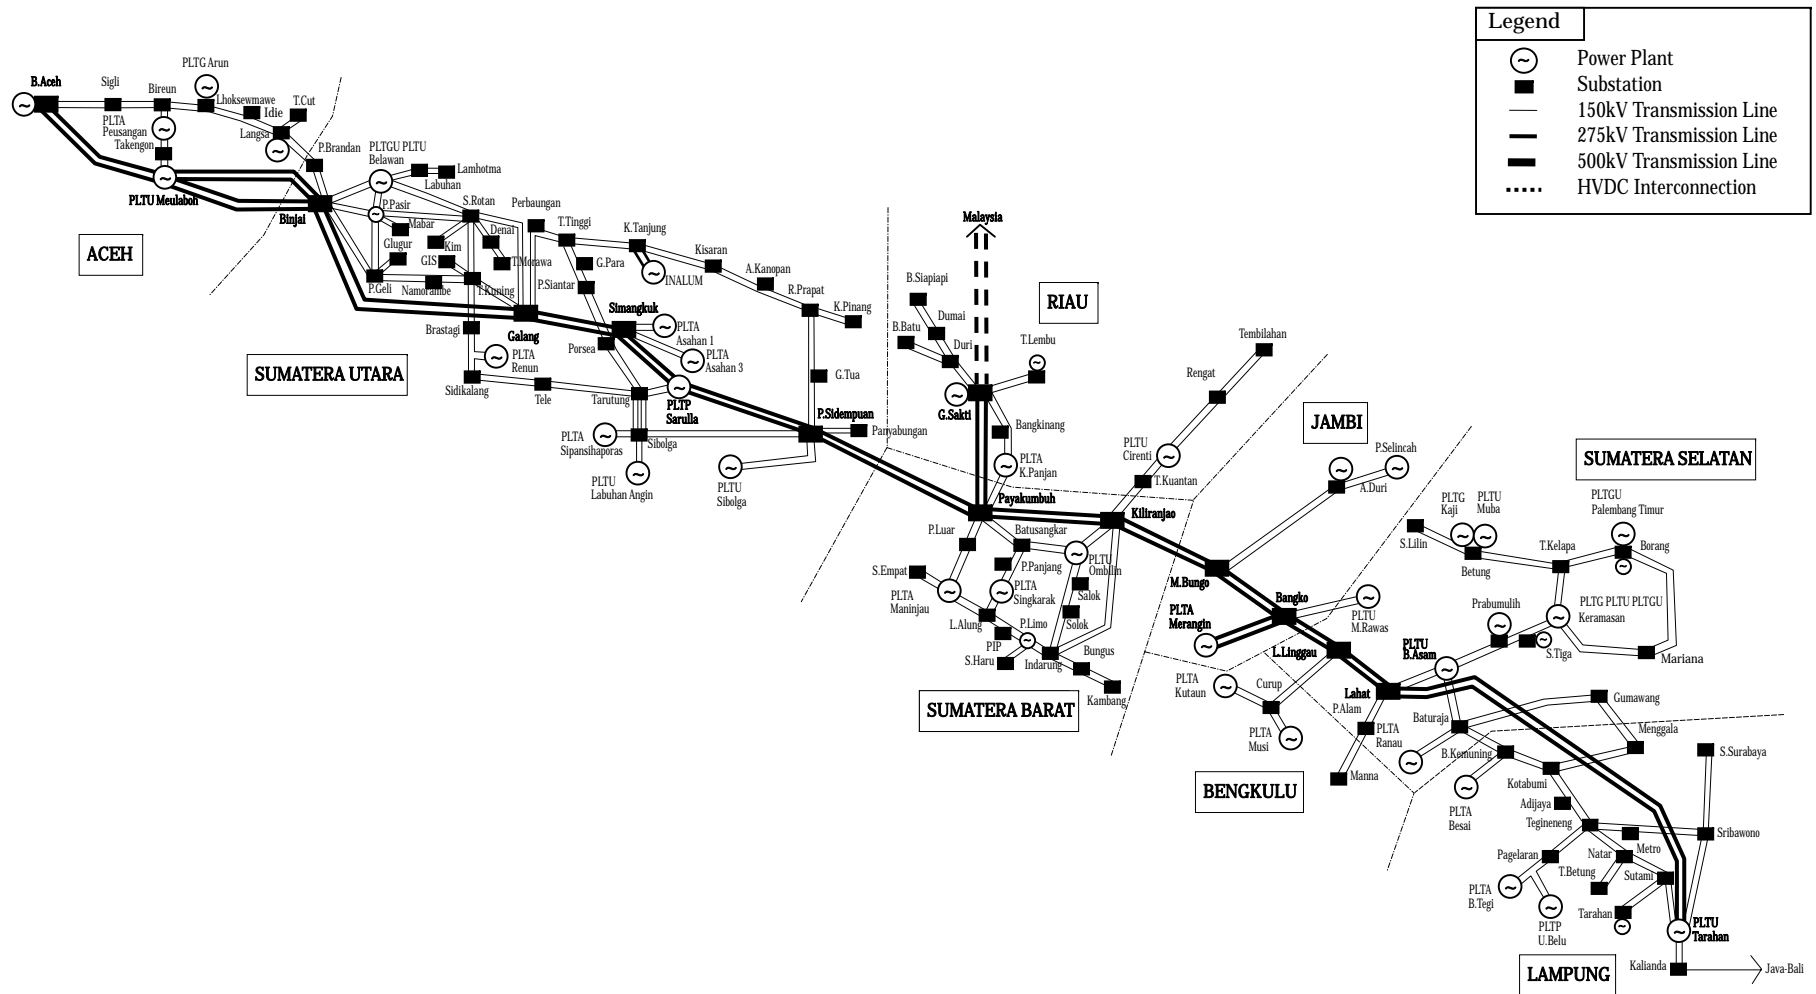 Legend
Power Plant
Substation
150kV Transmission Line
275kV Transmission Line
500kV Transmission Line
HVDC Interconnection
B.Aceh
Sigli
Bireun
PLTG Arun
Lhoksewmawe
Idie
T.Cut
Langsa
PLTA
Peusangan
Takengon
PLTU Meulaboh
P.Brandan
Binjai
ACEH
PLTGU PLTU
Belawan
Labuhan
Lamhotma
P.Pasir
Mabar
Glugur
P.Geli
Namorambe
S.Rotan
Kim
GIS
Denai
T.Morawa
T.Kuning
Perbaungan
T.Tinggi
G.Para
P.Siantar
K.Tanjung
INALUM
Kisaran
A.Kanopan
R.Prapat
K.Pinang
Galang
Simangkuk
PLTA
Asahan 1
PLTA
Asahan 3
Porsea
Brastagi
PLTA
Renun
Sidikalang
Tele
Tarutung
PLTP
Sarulla
G.Tua
P.Sidempuan
Panyabungan
PLTA
Sipansihaporas
Sibolga
PLTU
Labuhan Angin
PLTU
Sibolga
SUMATERA UTARA
Malaysia
RIAU
B.Siapiapi
Dumai
B.Batu
Duri
T.Lembu
G.Sakti
Bangkinang
PLTA
K.Panjan
Payakumbuh
Tembilahan
Rengat
PLTU
Cirenti
T.Kuantan
Kiliranjao
P.Luar
Batusangkar
S.Empat
PLTA
Maninjau
P.Panjang
PLTA
Singkarak
PLTU
Ombilin
Salok
Solok
L.Alung
PIP
P.Limo
S.Haru
Indarung
Bungus
Kambang
SUMATERA BARAT
JAMBI
P.Selincah
A.Duri
M.Bungo
Bangko
PLTA
Merangin
PLTU
M.Rawas
L.Linggau
PLTA
Kutaun
Curup
PLTA
Musi
BENGKULU
Lahat
P.Alam
PLTA
Ranau
Manna
SUMATERA SELATAN
PLTG
Kaji
PLTU
Muba
S.Lilin
Betung
PLTGU
Palembang Timur
T.Kelapa
Borang
Prabumulih
S.Tiga
PLTG PLTU PLTGU
Keramasan
Mariana
PLTU
B.Asam
Baturaja
Gumawang
Menggala
B.Kemuning
PLTA
Besai
Kotabumi
Adijaya
Tegineneng
S.Surabaya
Sribawono
Pagelaran
Natar
Metro
T.Betung
Sutami
PLTA
B.Tegi
PLTP
U.Belu
Tarahan
PLTU
Tarahan
Kalianda
Java-Bali
LAMPUNG